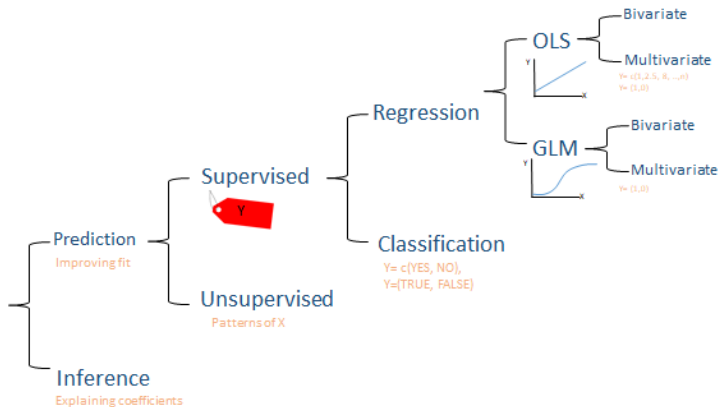 Bivariate
OLS
Multivariate
Y= c(1,2.5, 8, ..,n)
Y= (1,0)
Y
X
Regression
Bivariate
GLM
Multivariate
Y= (1,0)
Y
X
Supervised
Y
Prediction
Improving fit
Classification
Y= c(YES, NO),
Y=(TRUE, FALSE)
Unsupervised
Patterns of X
Inference
Explaining coefficients